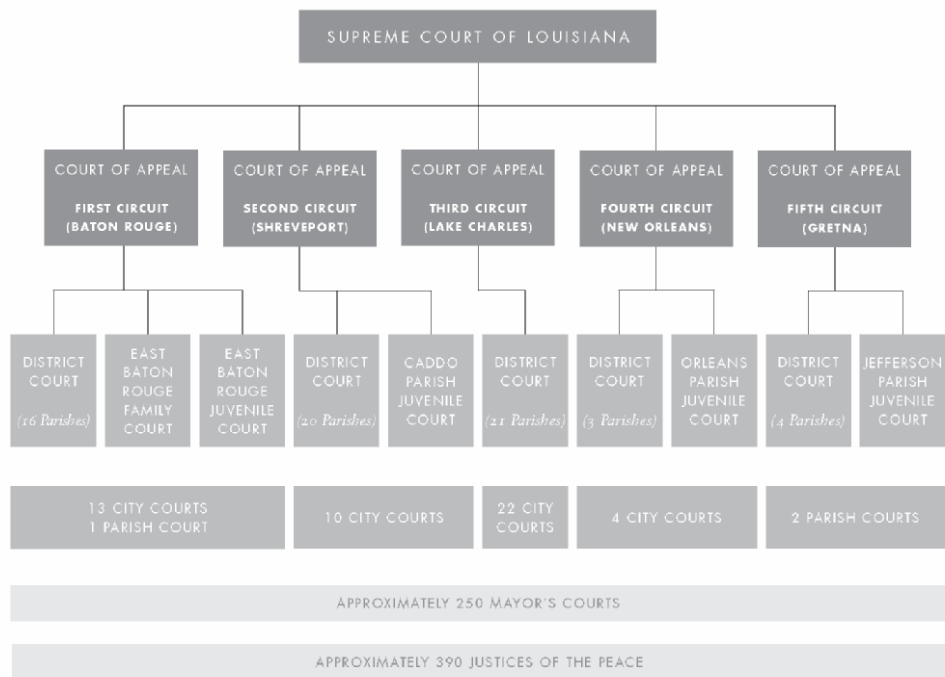 SUPREME COURT OF LOUISIANA
COURT OF APPEAL
FIRST CIRCUIT
(BATON ROUGE)
COURT OF APPEAL
SECOND CIRCUIT
(SHREVEPORT)
COURT OF APPEAL
THIRD CIRCUIT
(LAKE CHARLES)
COURT OF APPEAL
FOURTH CIRCUIT
(NEW ORLEANS)
COURT OF APPEAL
FIFTH CIRCUIT
(GRETNA)
DISTRICT
COURT
(16 Parishes)
EAST
BATON
ROUGE
FAMILY
COURT
EAST
BATON
ROUGE
JUVENILE
COURT
DISTRICT
COURT
(20 Parishes)
CADDO
PARISH
JUVENILE
COURT
DISTRICT
COURT
(21 Parishes)
DISTRICT
COURT
(3 Parishes)
ORLEANS
PARISH
JUVENILE
COURT
DISTRICT
COURT
(4 Parishes)
JEFFERSON
PARISH
JUVENILE
COURT
13 CITY COURTS
1 PARISH COURT
10 CITY COURTS
22 CITY
COURTS
4 CITY COURTS
2 PARISH COURTS
APPROXIMATELY 250 MAYOR'S COURTS
APPROXIMATELY 390 JUSTICES OF THE PEACE